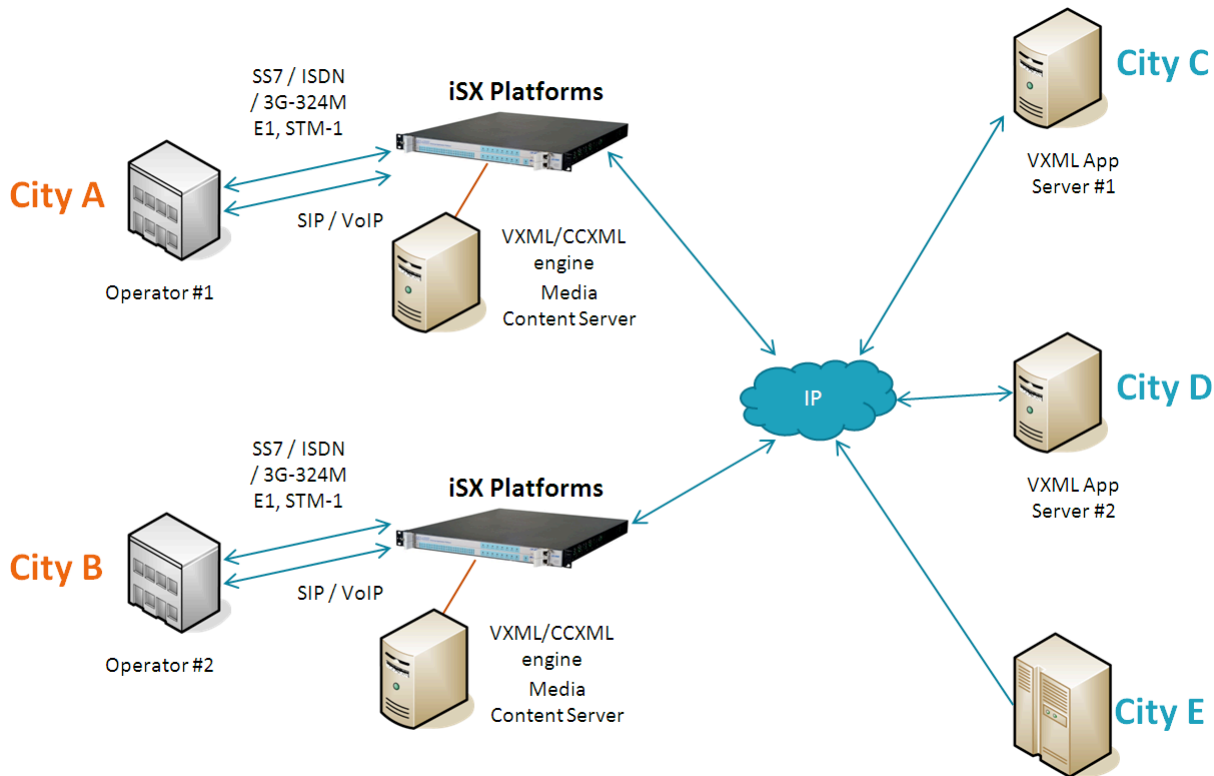 SS7 / ISDN
/ 3G-324M
E1, STM-1
iSX Platforms
City A
SIP / VoIP
Operator #1
VXML/CCXML
engine
Media
Content Server
City C
VXML App
Server #1
IP
City D
VXML App
Server #2
SS7 / ISDN
/ 3G-324M
E1, STM-1
iSX Platforms
City B
SIP / VoIP
Operator #2
VXML/CCXML
engine
Media
Content Server
City E